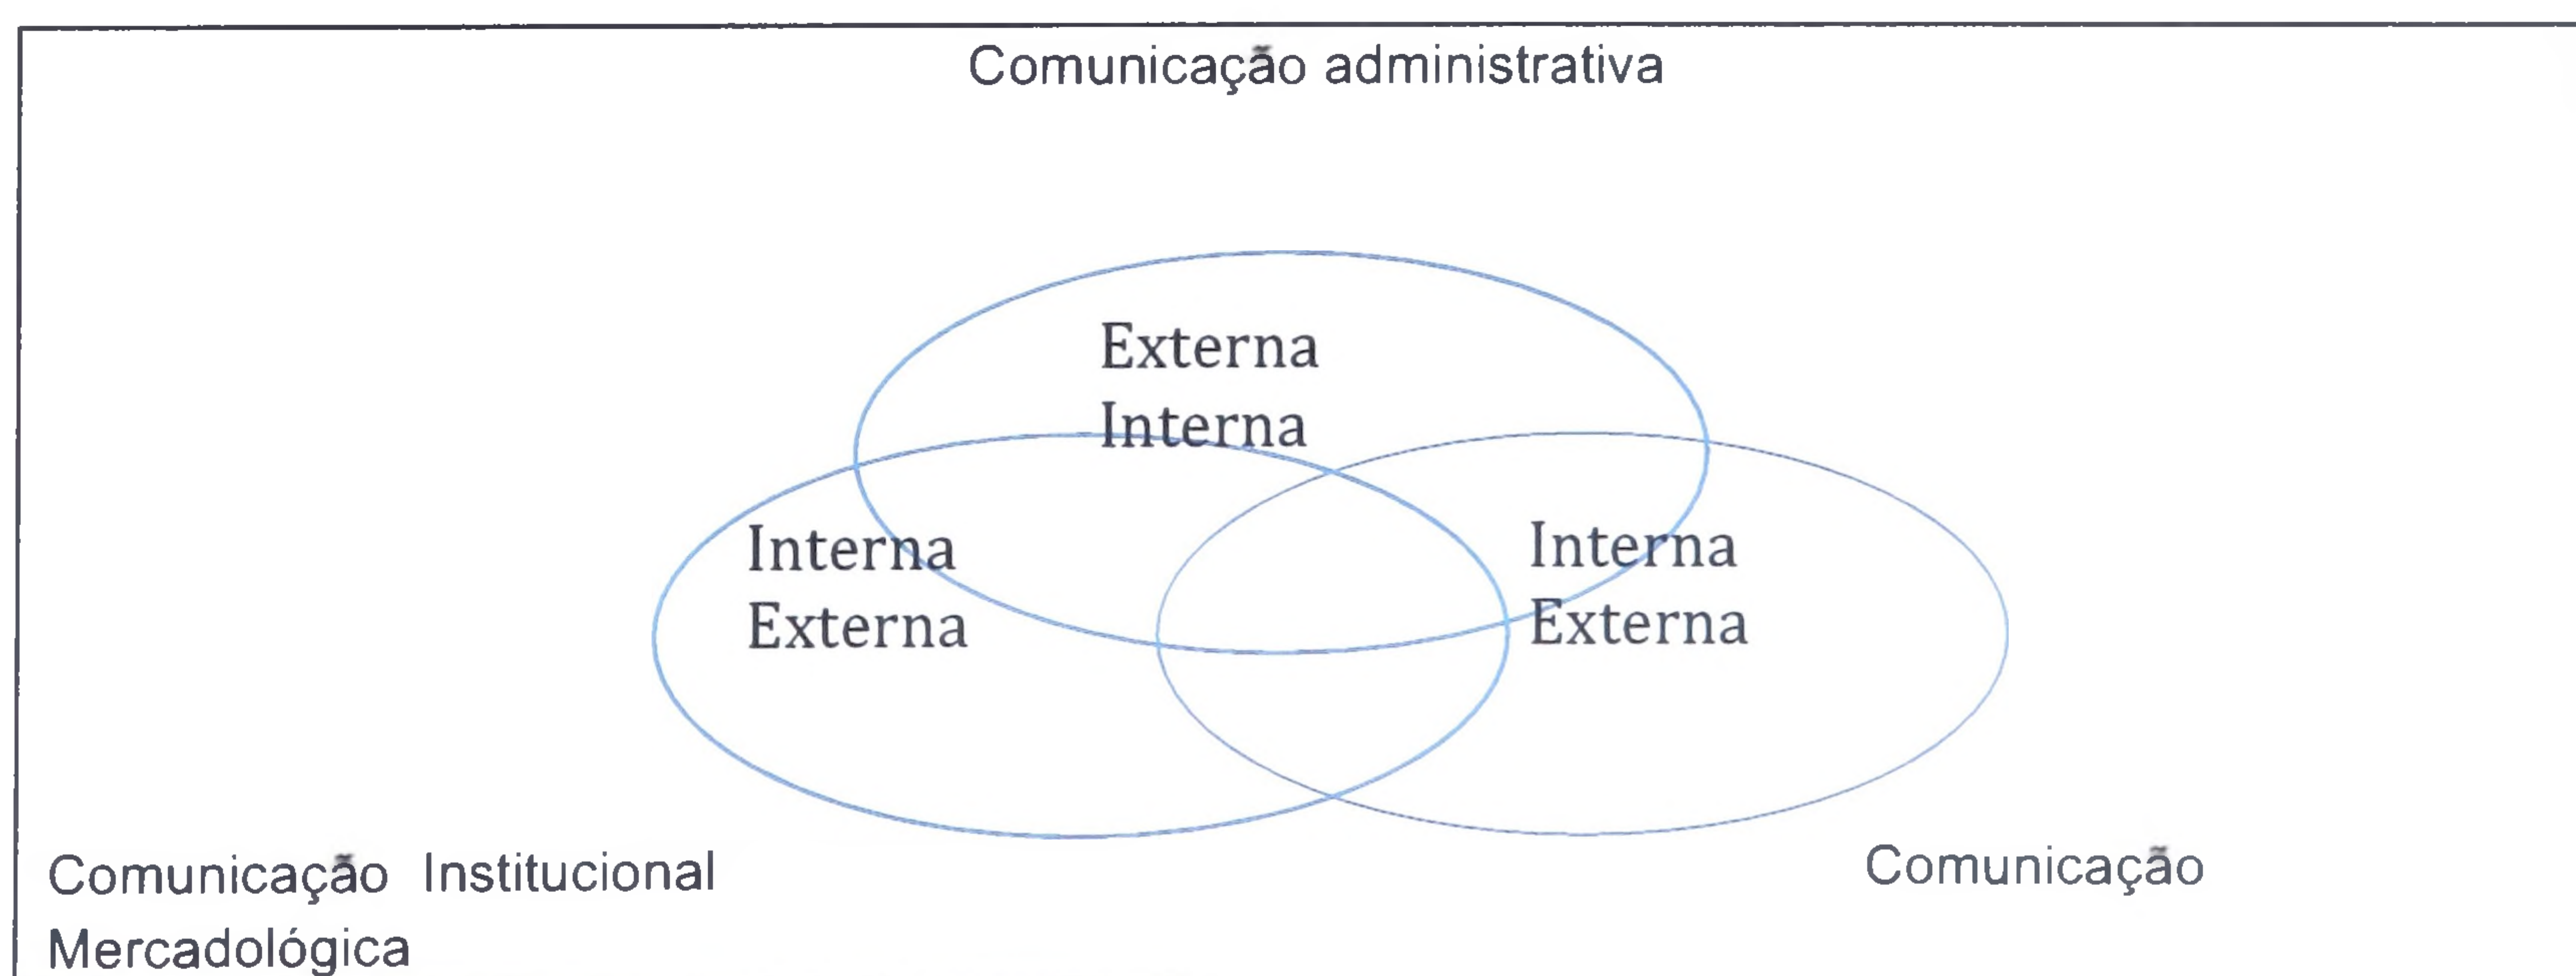 Comunicação administrativa
Externa
Interna
Interna
Externa
Interna
Externa
Comunicação Institucional
Comunicação
Mercadológica